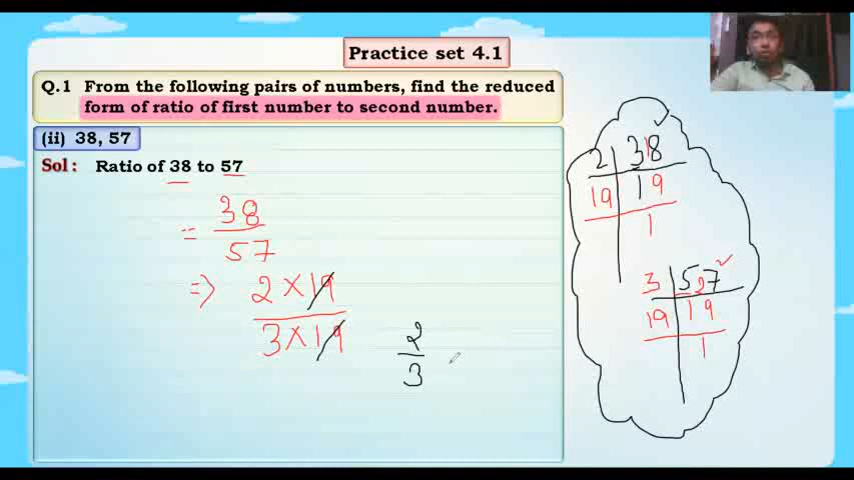 Practice set 4.1
Q.1 From the following pairs of numbers, find the reduced
form of ratio of first number to second number.
(ii) 38, 57
Sol : Ratio of 38 to 57
= 38
57
=> 2 × 19
3 × 19
2
3
2 38
19 19
1
3 57
19 19
1